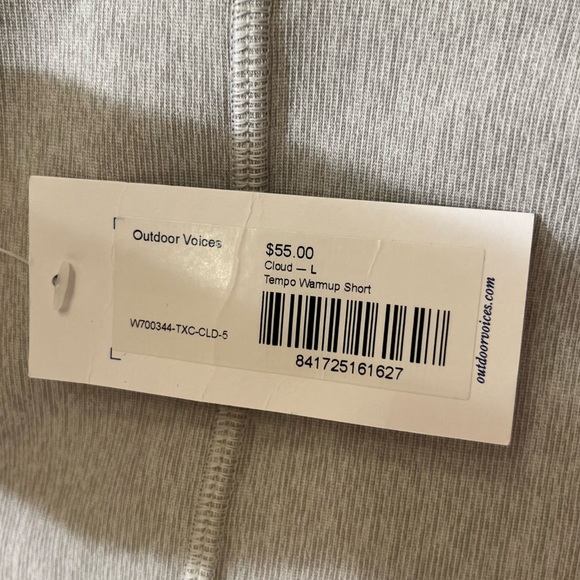 Outdoor Voices
$55.00
Cloud — L
Tempo Warmup Short
W700344-TXC-CLD-5
841725161627
outdoorvoices.com